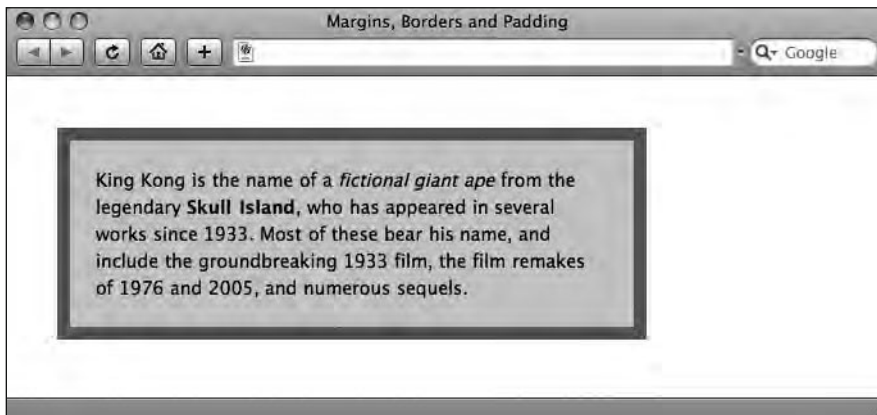 Margins, Borders and Padding
Google
King Kong is the name of a fictional giant ape from the
legendary Skull Island, who has appeared in several
works since 1933. Most of these bear his name, and
include the groundbreaking 1933 film, the film remakes
of 1976 and 2005, and numerous sequels.